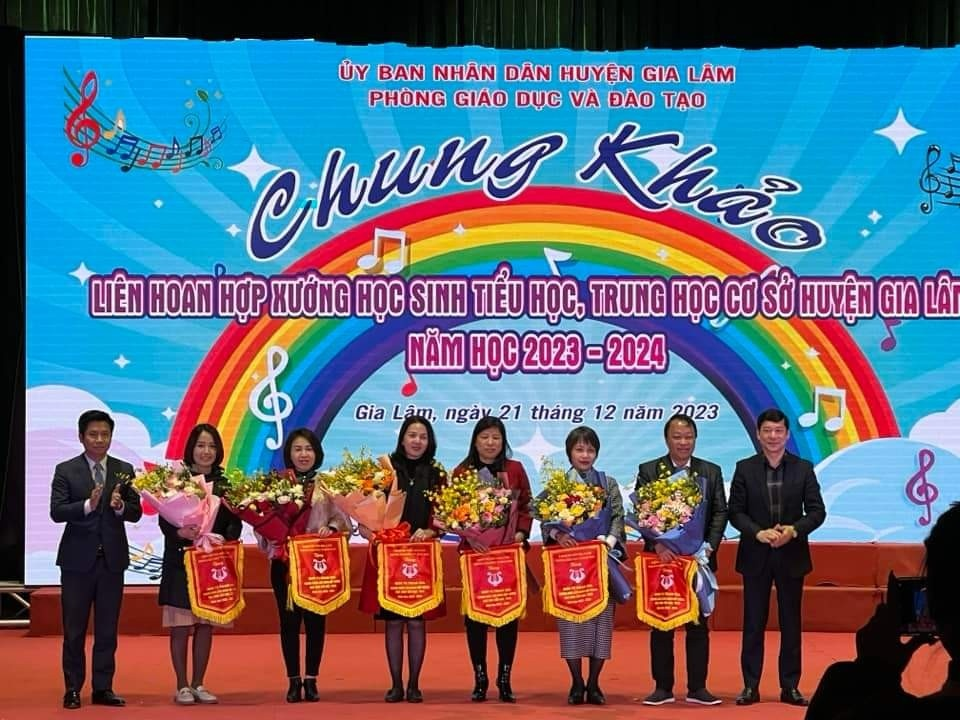 ỦY BAN NHÂN DÂN HUYỆN GIA LÂM
PHÒNG GIÁO DỤC VÀ ĐÀO TẠO
Chung Khảo
LIÊN HOAN HỢP XƯỚNG HỌC SINH TIỂU HỌC, TRUNG HỌC CƠ SỞ HUYỆN GIA LÂM
NĂM HỌC 2023 - 2024
Gia Lâm, ngày 21 tháng 12 năm 2023